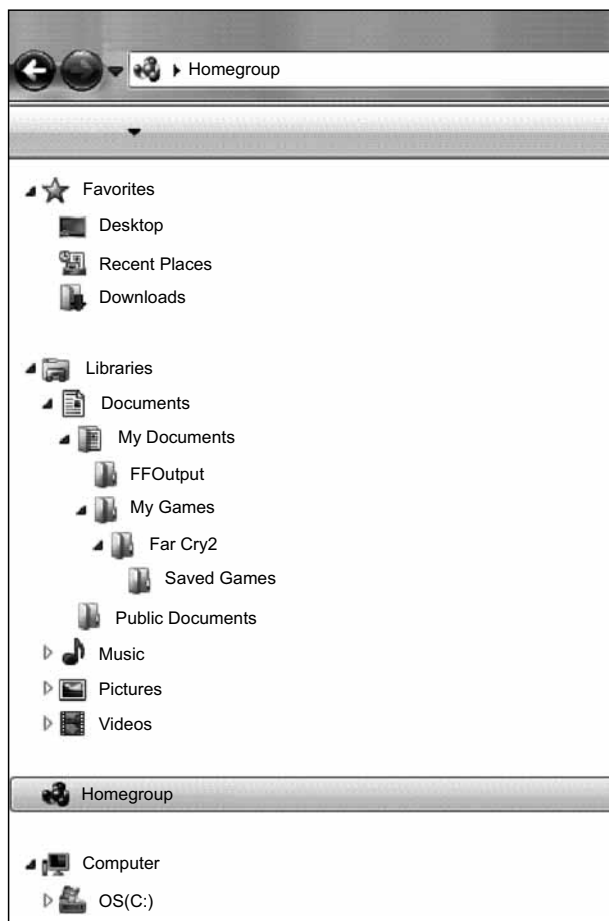 Homegroup
Favorites
Desktop
Recent Places
Downloads
Libraries
Documents
My Documents
FFOutput
My Games
Far Cry2
Saved Games
Public Documents
Music
Pictures
Videos
Homegroup
Computer
OS(C:)